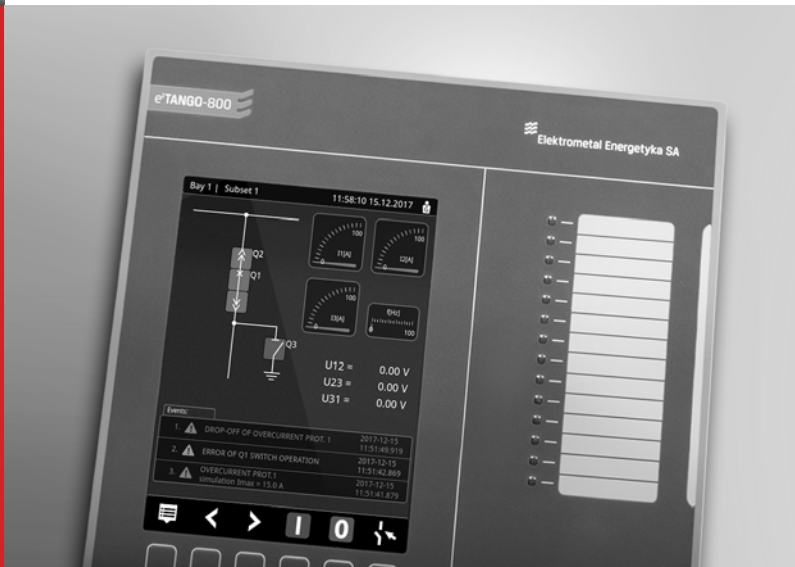 e²TANGO-800
Elektrometal Energetyka SA
Bay 1 | Subset 1
11:58:10 15.12.2017
Q2
Q1
Q3
100
I1[A]
0
100
I2[A]
0
100
I3[A]
0
f[Hz]
0
100
U12 = 0.00 V
U23 = 0.00 V
U31 = 0.00 V
Events:
1. DROP-OFF OF OVERCURRENT PROT. 1 2017-12-15
11:51:49.919
2. ERROR OF Q1 SWITCH OPERATION 2017-12-15
11:51:42.869
3. OVERCURRENT PROT.1 2017-12-15
simulation Imax = 15.0 A 11:51:41.879
I
0